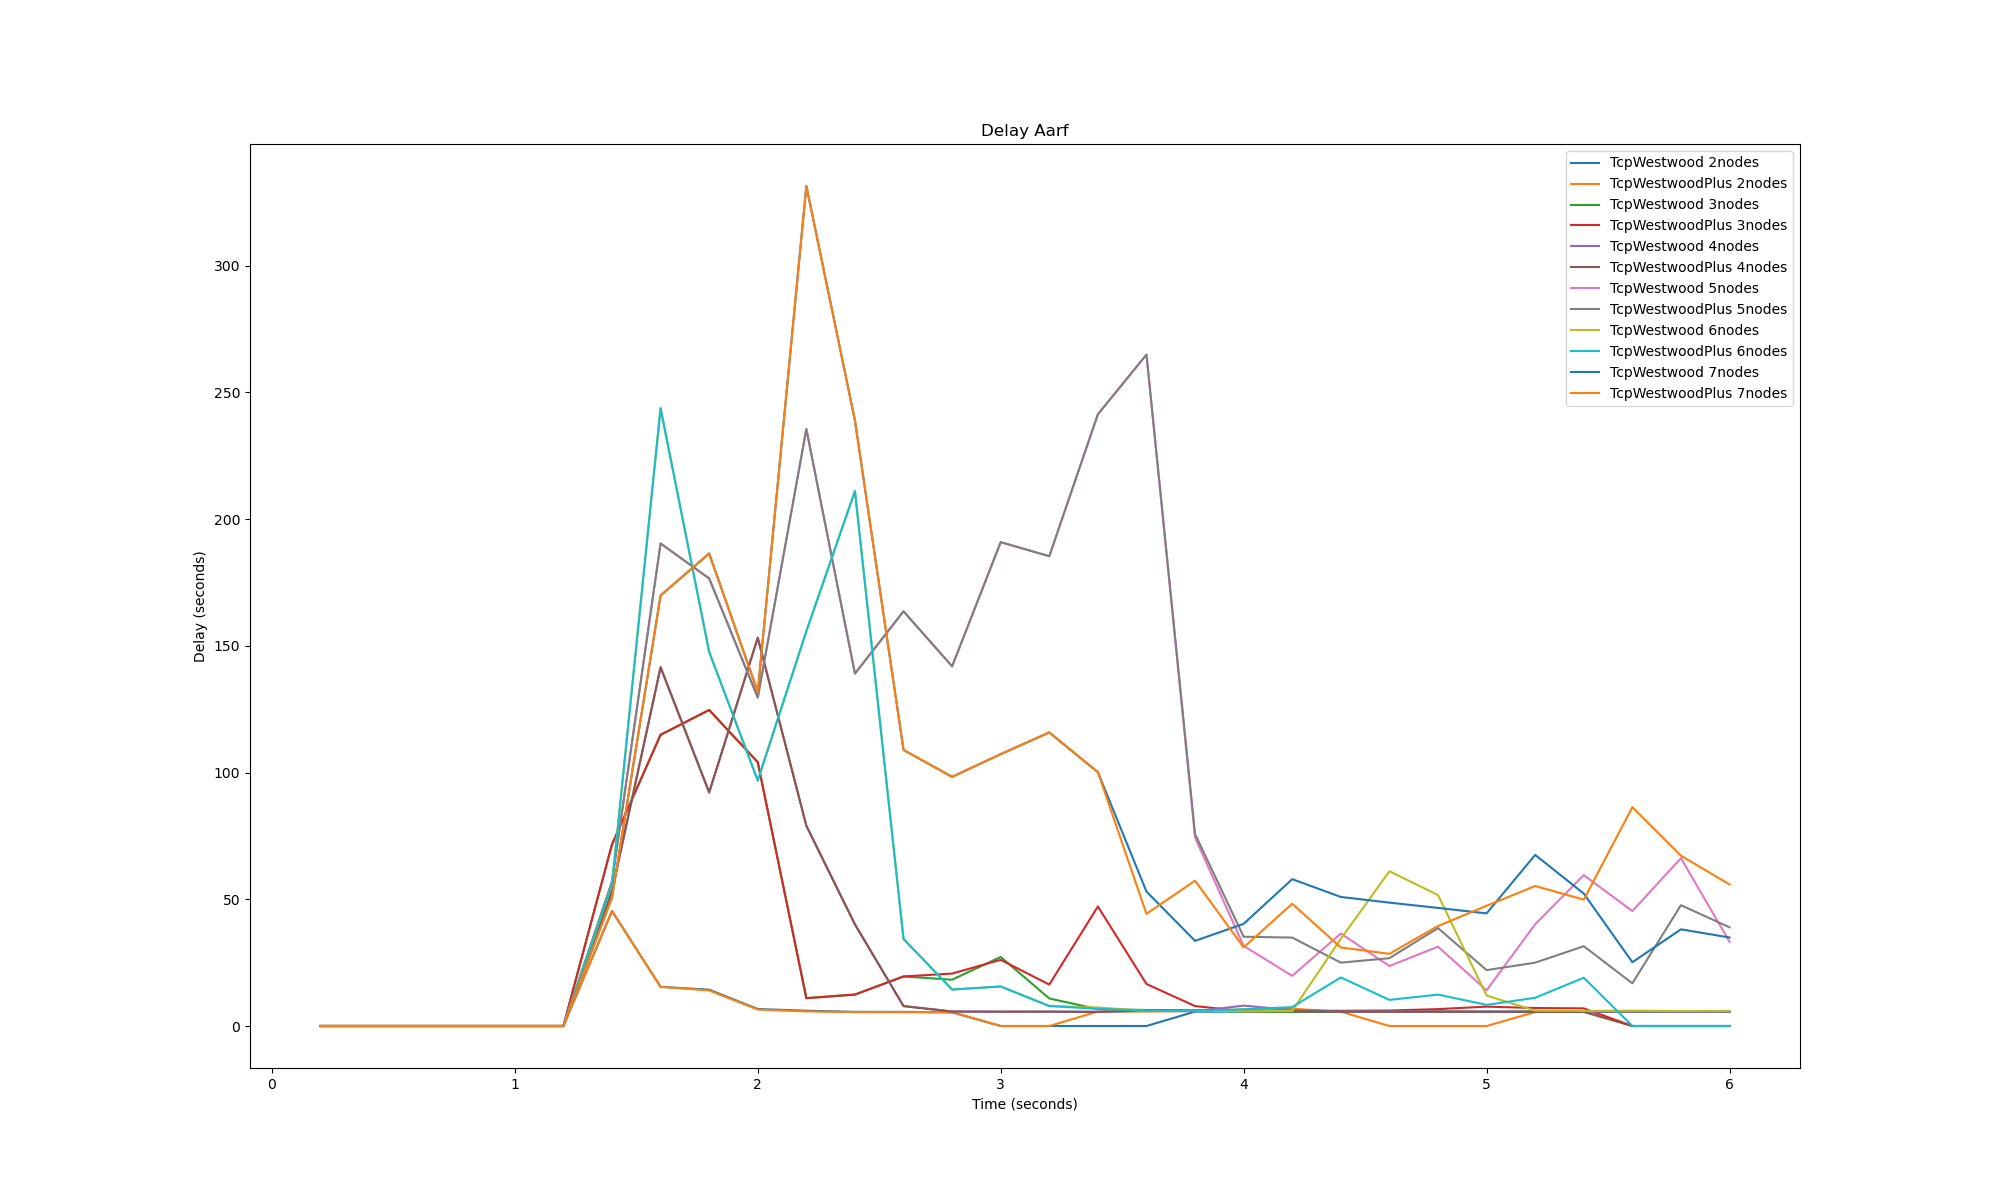 Delay Aarf
TcpWestwood 2nodes
TcpWestwoodPlus 2nodes
TcpWestwood 3nodes
TcpWestwoodPlus 3nodes
TcpWestwood 4nodes
TcpWestwoodPlus 4nodes
TcpWestwood 5nodes
TcpWestwoodPlus 5nodes
TcpWestwood 6nodes
TcpWestwoodPlus 6nodes
TcpWestwood 7nodes
TcpWestwoodPlus 7nodes
300
250
200
150
100
50
0
Delay (seconds)
0 1 2 3 4 5 6
Time (seconds)